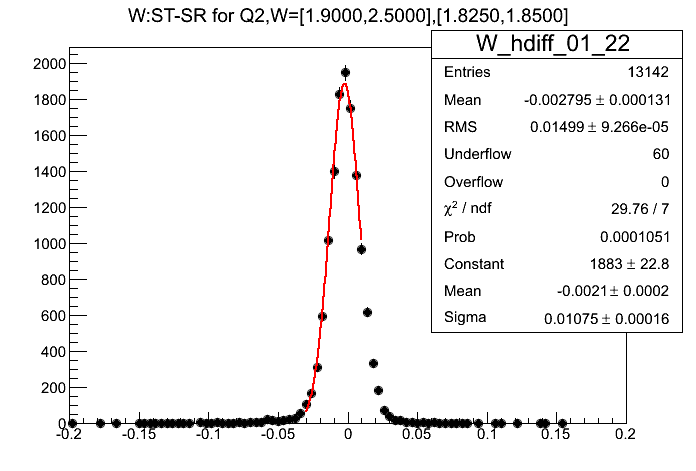 W:ST-SR for Q2,W=[1.9000,2.5000],[1.8250,1.8500]
W_hdiff_01_22
Entries 13142
Mean -0.002795 ± 0.000131
RMS 0.01499 ± 9.266e-05
Underflow 60
Overflow 0
χ² / ndf 29.76 / 7
Prob 0.0001051
Constant 1883 ± 22.8
Mean -0.0021 ± 0.0002
Sigma 0.01075 ± 0.00016
2000
1800
1600
1400
1200
1000
800
600
400
200
0
-0.2 -0.15 -0.1 -0.05 0 0.05 0.1 0.15 0.2